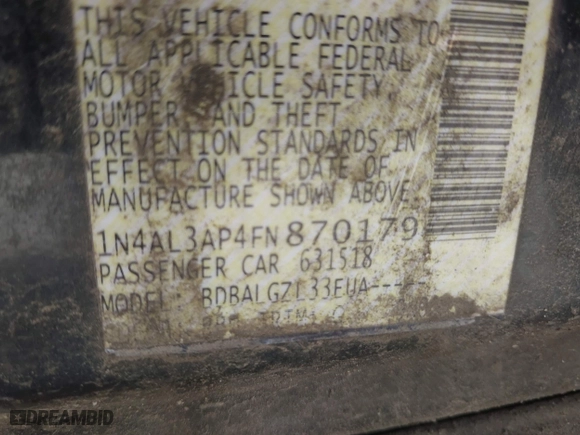 THIS VEHICLE CONFORMS TO
ALL APPLICABLE FEDERAL
MOTOR VEHICLE SAFETY,
BUMPER AND THEFT
PREVENTION STANDARDS IN
EFFECT ON THE DATE OF
MANUFACTURE SHOWN ABOVE.
1N4AL3AP4FN870179
PASSENGER CAR 631518
MODEL: BDBALGZL33EUA-----
TRIM:
DREAMBID